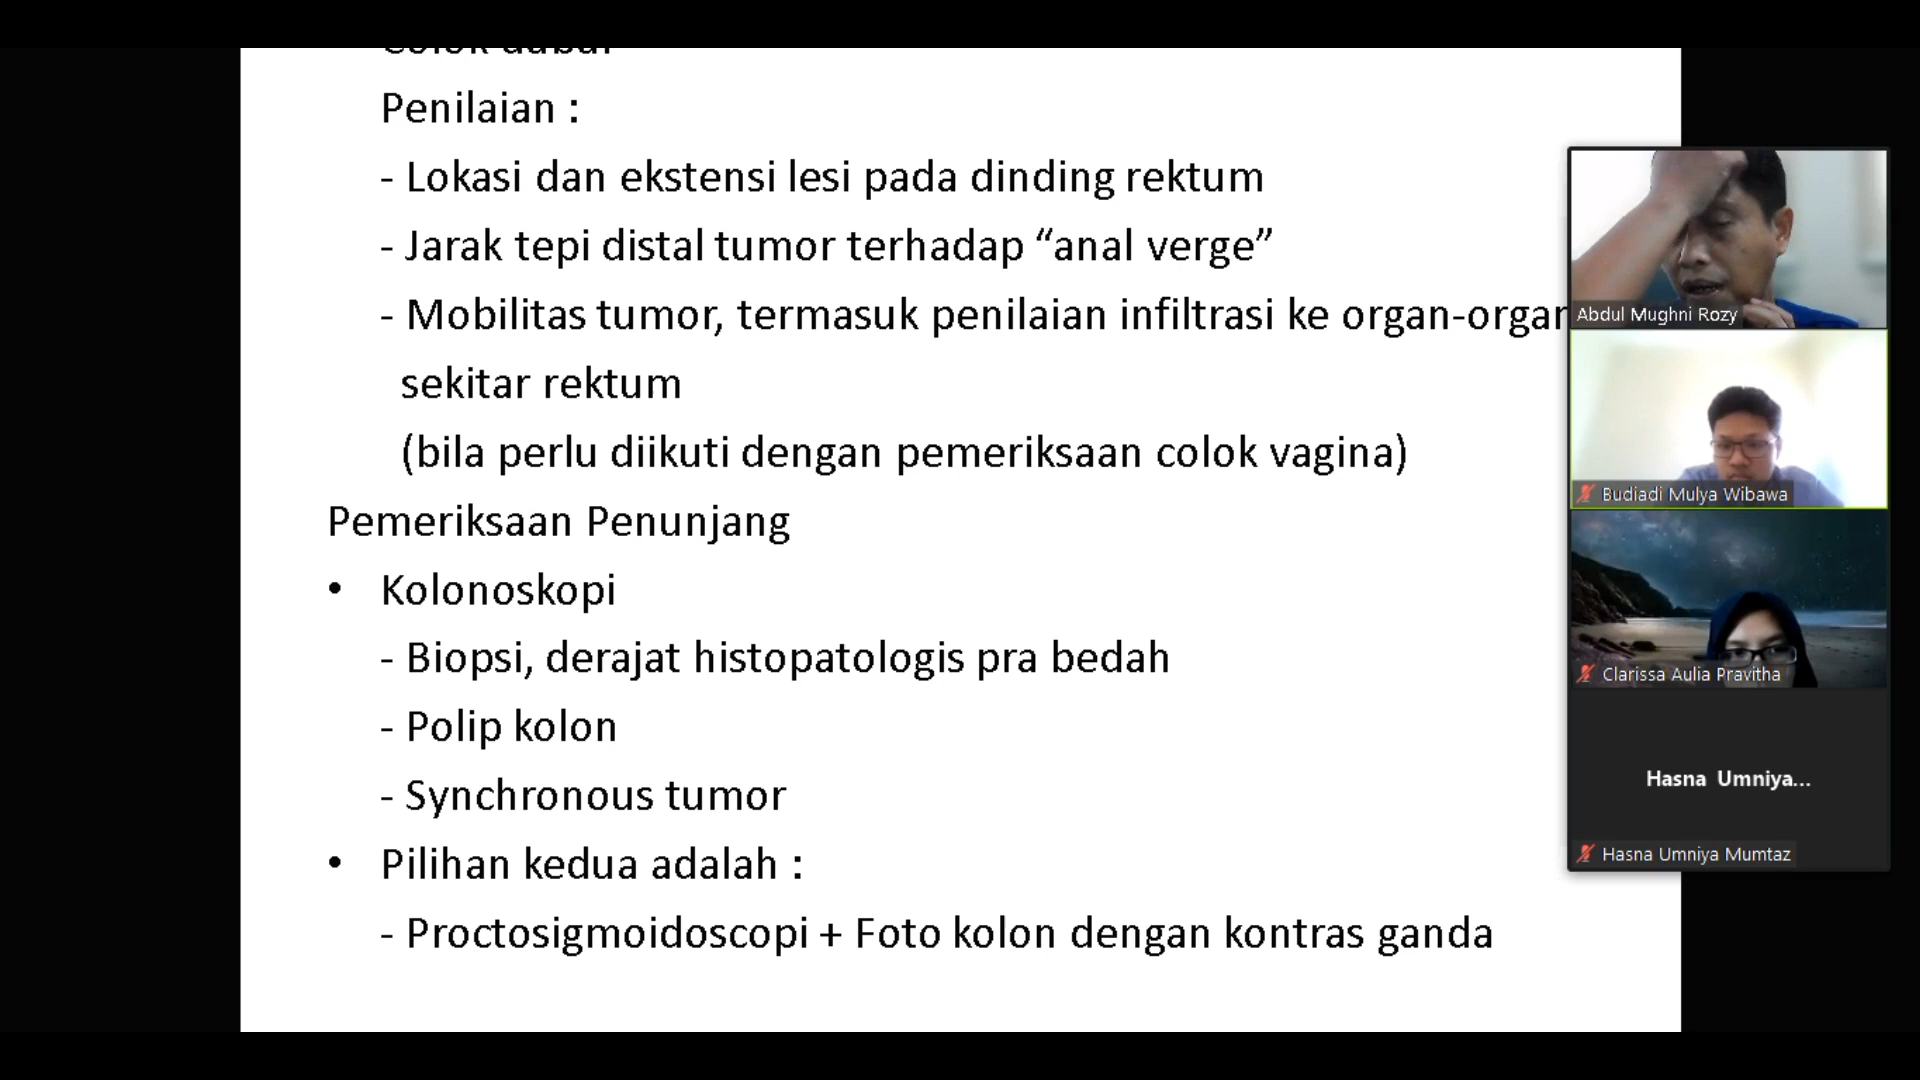 Penilaian :
- Lokasi dan ekstensi lesi pada dinding rektum
- Jarak tepi distal tumor terhadap “anal verge”
- Mobilitas tumor, termasuk penilaian infiltrasi ke organ-organ
sekitar rektum
(bila perlu diikuti dengan pemeriksaan colok vagina)
Pemeriksaan Penunjang
• Kolonoskopi
- Biopsi, derajat histopatologis pra bedah
- Polip kolon
- Synchronous tumor
• Pilihan kedua adalah :
- Proctosigmoidoscopi + Foto kolon dengan kontras ganda
Abdul Mughni Rozy
Budiadi Mulya Wibawa
Clarissa Aulia Pravitha
Hasna Umniya...
Hasna Umniya Mumtaz